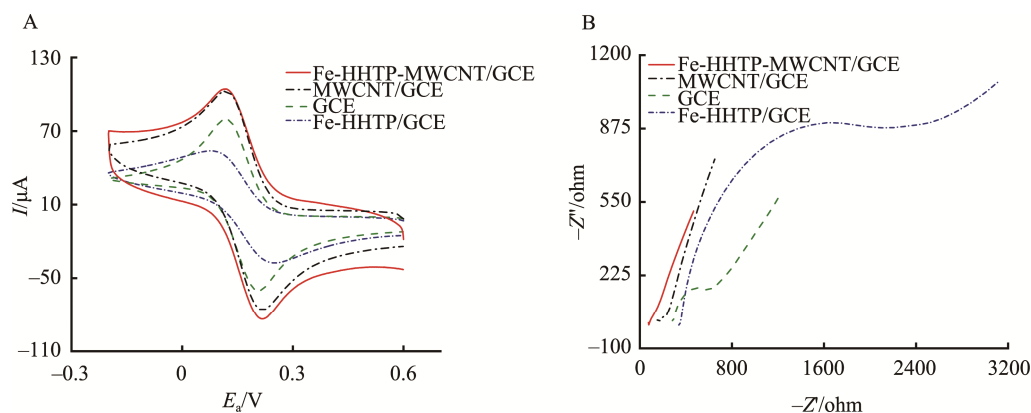 A
130
70
10
–50
–110
I/μA
Fe-HHTP-MWCNT/GCE
MWCNT/GCE
GCE
Fe-HHTP/GCE
–0.3
0
0.3
0.6
Ea/V
B
1200
875
550
225
–100
–Z″/ohm
Fe-HHTP-MWCNT/GCE
MWCNT/GCE
GCE
Fe-HHTP/GCE
0
800
1600
2400
3200
–Z′/ohm